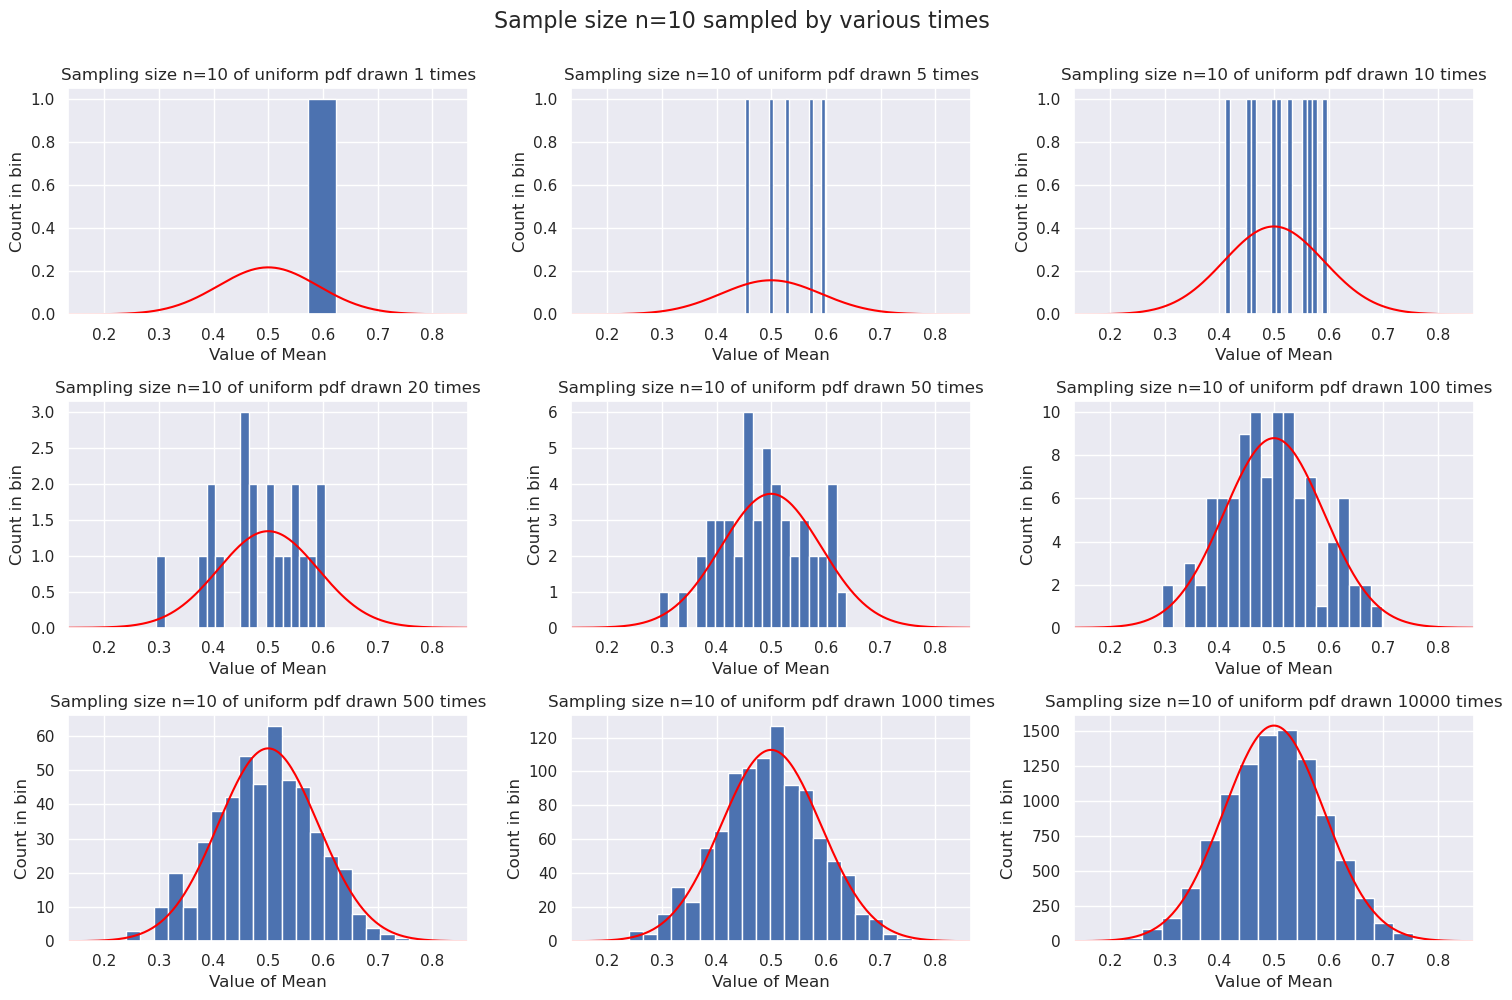 Sample size n=10 sampled by various times
Sampling size n=10 of uniform pdf drawn 1 times
Count in bin
1.0
0.8
0.6
0.4
0.2
0.0
0.2 0.3 0.4 0.5 0.6 0.7 0.8
Value of Mean
Sampling size n=10 of uniform pdf drawn 5 times
Count in bin
1.0
0.8
0.6
0.4
0.2
0.0
0.2 0.3 0.4 0.5 0.6 0.7 0.8
Value of Mean
Sampling size n=10 of uniform pdf drawn 10 times
Count in bin
1.0
0.8
0.6
0.4
0.2
0.0
0.2 0.3 0.4 0.5 0.6 0.7 0.8
Value of Mean
Sampling size n=10 of uniform pdf drawn 20 times
Count in bin
3.0
2.5
2.0
1.5
1.0
0.5
0.0
0.2 0.3 0.4 0.5 0.6 0.7 0.8
Value of Mean
Sampling size n=10 of uniform pdf drawn 50 times
Count in bin
6
5
4
3
2
1
0
0.2 0.3 0.4 0.5 0.6 0.7 0.8
Value of Mean
Sampling size n=10 of uniform pdf drawn 100 times
Count in bin
10
8
6
4
2
0
0.2 0.3 0.4 0.5 0.6 0.7 0.8
Value of Mean
Sampling size n=10 of uniform pdf drawn 500 times
Count in bin
60
50
40
30
20
10
0
0.2 0.3 0.4 0.5 0.6 0.7 0.8
Value of Mean
Sampling size n=10 of uniform pdf drawn 1000 times
Count in bin
120
100
80
60
40
20
0
0.2 0.3 0.4 0.5 0.6 0.7 0.8
Value of Mean
Sampling size n=10 of uniform pdf drawn 10000 times
Count in bin
1500
1250
1000
750
500
250
0
0.2 0.3 0.4 0.5 0.6 0.7 0.8
Value of Mean